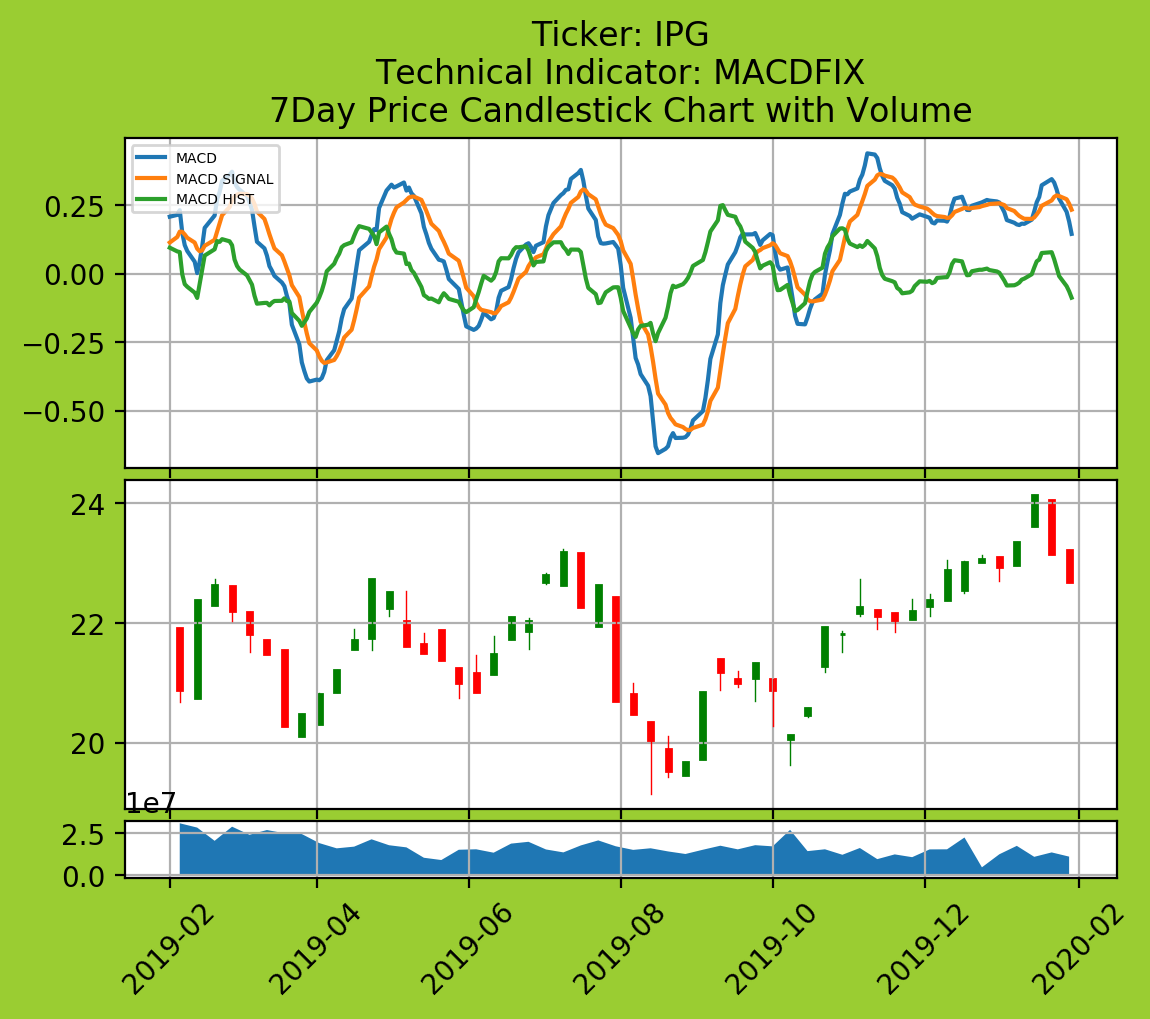 Ticker: IPG
Technical Indicator: MACDFIX
7Day Price Candlestick Chart with Volume
MACD
MACD SIGNAL
MACD HIST
0.25
0.00
−0.25
−0.50
24
22
20
1e7
2.5
0.0
2019-02
2019-04
2019-06
2019-08
2019-10
2019-12
2020-02